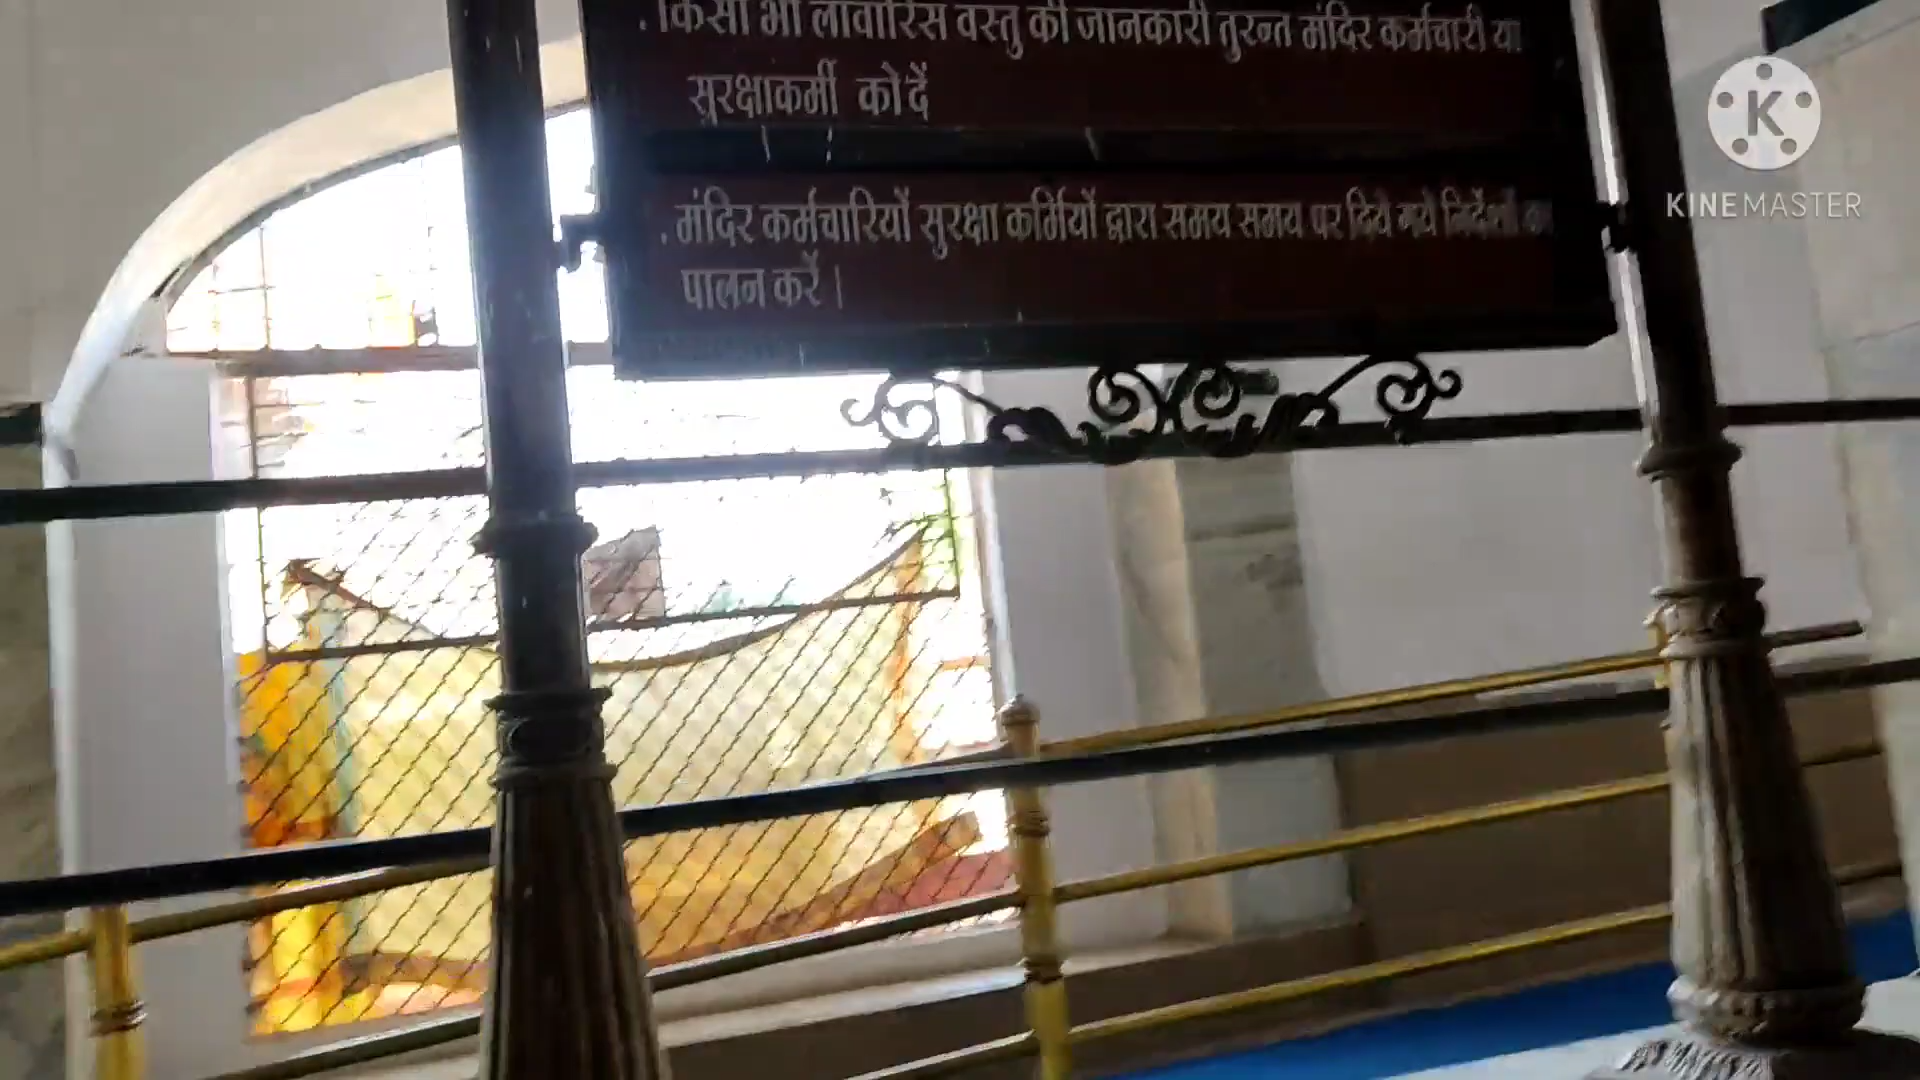 . किसी भी लावारिस वस्तु की जानकारी तुरन्त मंदिर कर्मचारी या
सुरक्षाकर्मी को दें
. मंदिर कर्मचारियों सुरक्षा कर्मियों द्वारा समय समय पर दिये गये निर्देशों का
पालन करें ।
K
KINEMASTER